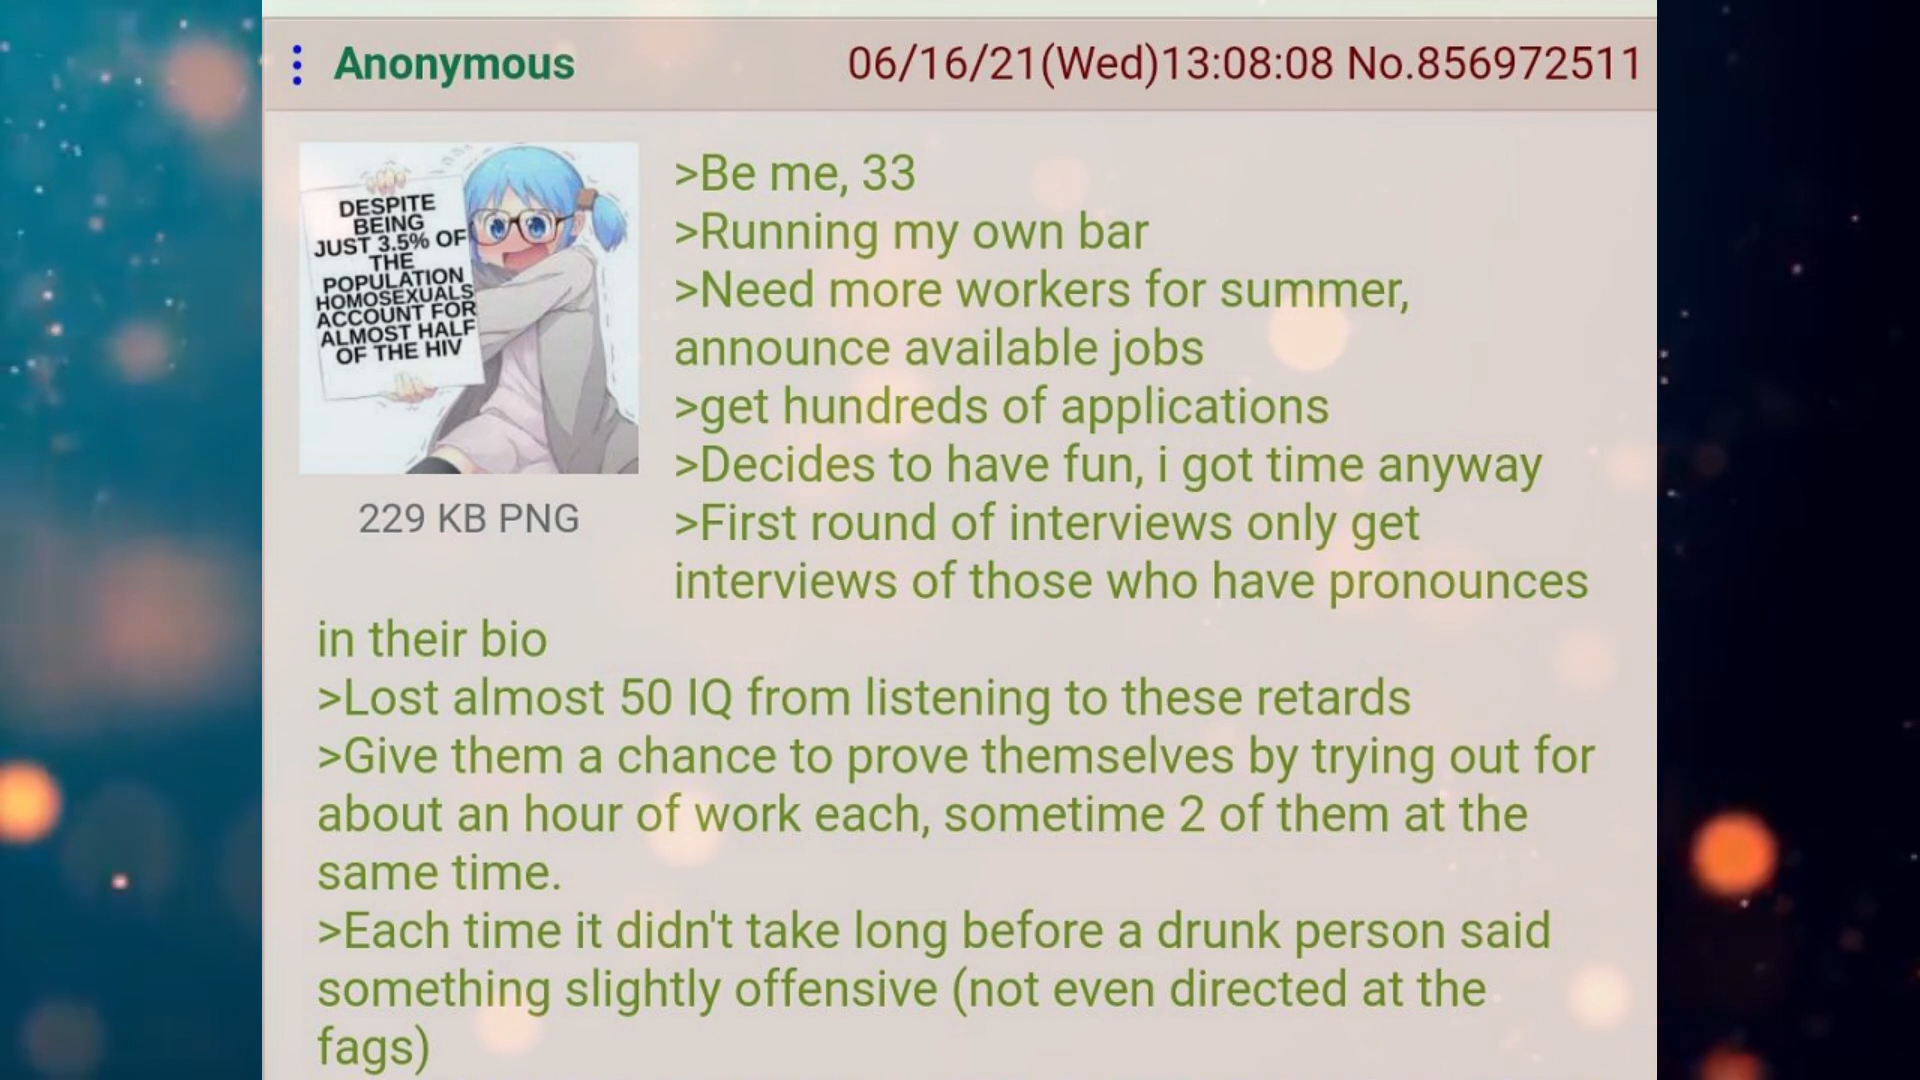 Anonymous 06/16/21(Wed)13:08:08 No.856972511
DESPITE
BEING
JUST 3.5% OF
THE
POPULATION
HOMOSEXUALS
ACCOUNT FOR
ALMOST HALF
OF THE HIV
229 KB PNG
>Be me, 33
>Running my own bar
>Need more workers for summer,
announce available jobs
>get hundreds of applications
>Decides to have fun, i got time anyway
>First round of interviews only get
interviews of those who have pronounces
in their bio
>Lost almost 50 IQ from listening to these retards
>Give them a chance to prove themselves by trying out for
about an hour of work each, sometime 2 of them at the
same time.
>Each time it didn't take long before a drunk person said
something slightly offensive (not even directed at the
fags)